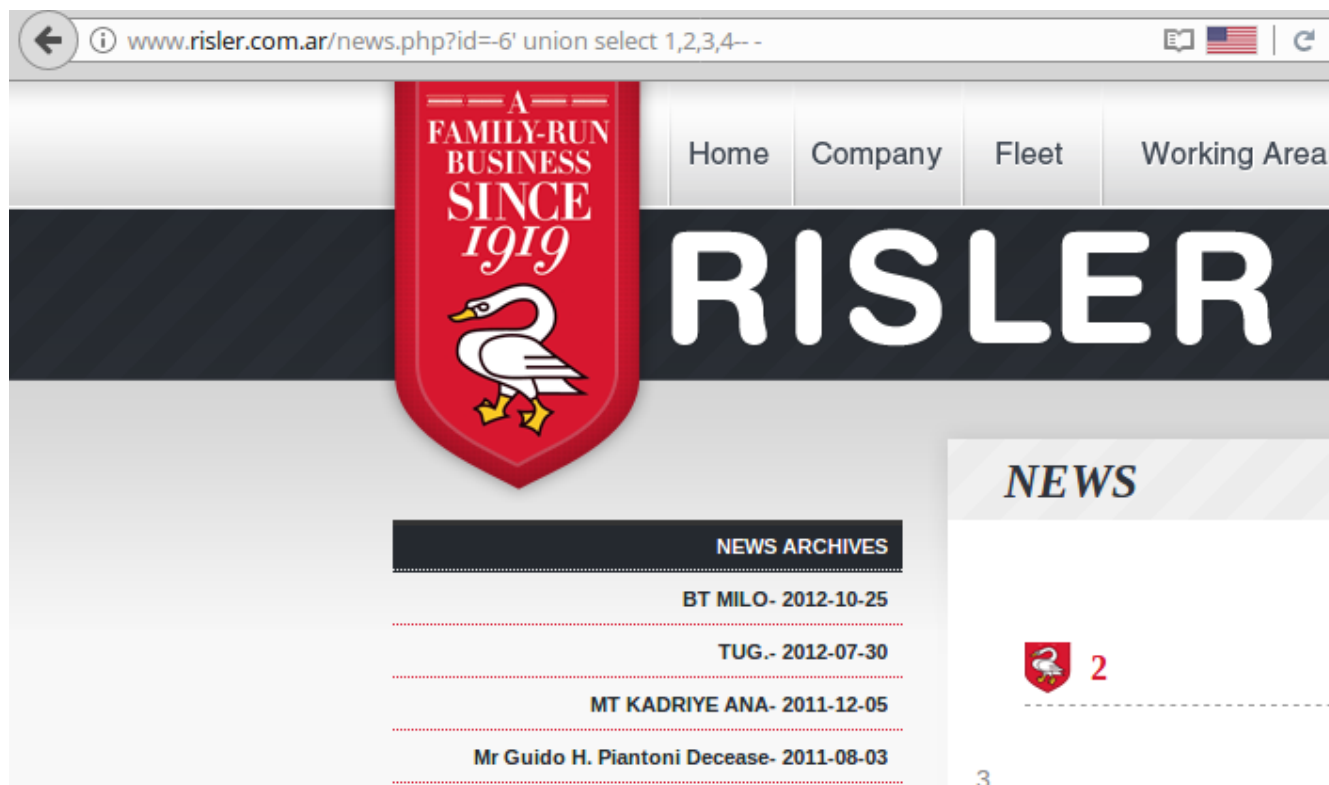 www.risler.com.ar/news.php?id=-6' union select 1,2,3,4-- -
A
FAMILY-RUN
BUSINESS
SINCE
1919
Home Company Fleet Working Area
RISLER
NEWS
NEWS ARCHIVES
BT MILO- 2012-10-25
TUG.- 2012-07-30
MT KADRIYE ANA- 2011-12-05
Mr Guido H. Piantoni Decease- 2011-08-03
2
3